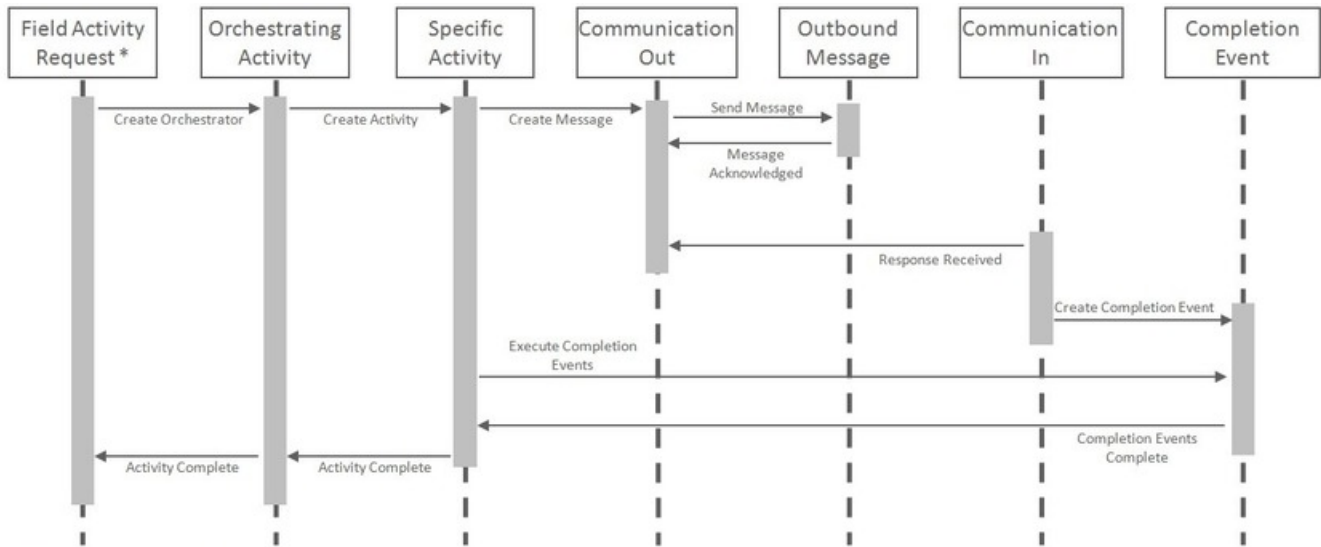 Field Activity
Request *
Orchestrating
Activity
Specific
Activity
Communication
Out
Outbound
Message
Communication
In
Completion
Event
Create Orchestrator
Create Activity
Create Message
Send Message
Message
Acknowledged
Response Received
Create Completion Event
Execute Completion
Events
Completion Events
Complete
Activity Complete
Activity Complete